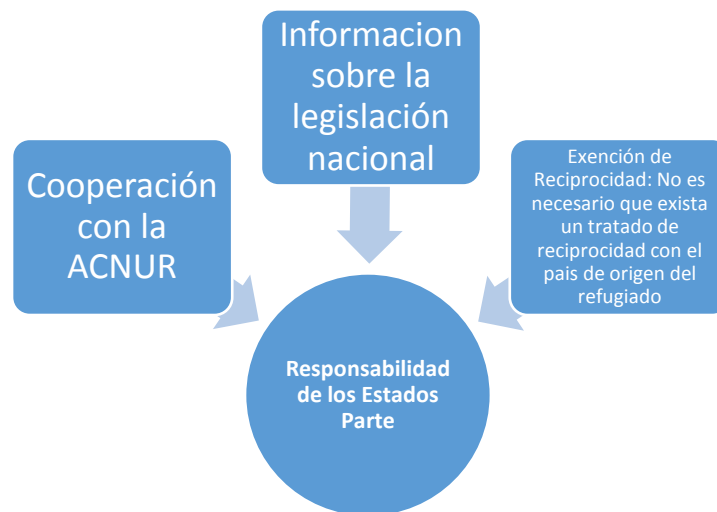 Cooperación
con la
ACNUR
Informacion
sobre la
legislación
nacional
Exención de
Reciprocidad: No es
necesario que exista
un tratado de
reciprocidad con el
pais de origen del
refugiado
Responsabilidad
de los Estados
Parte